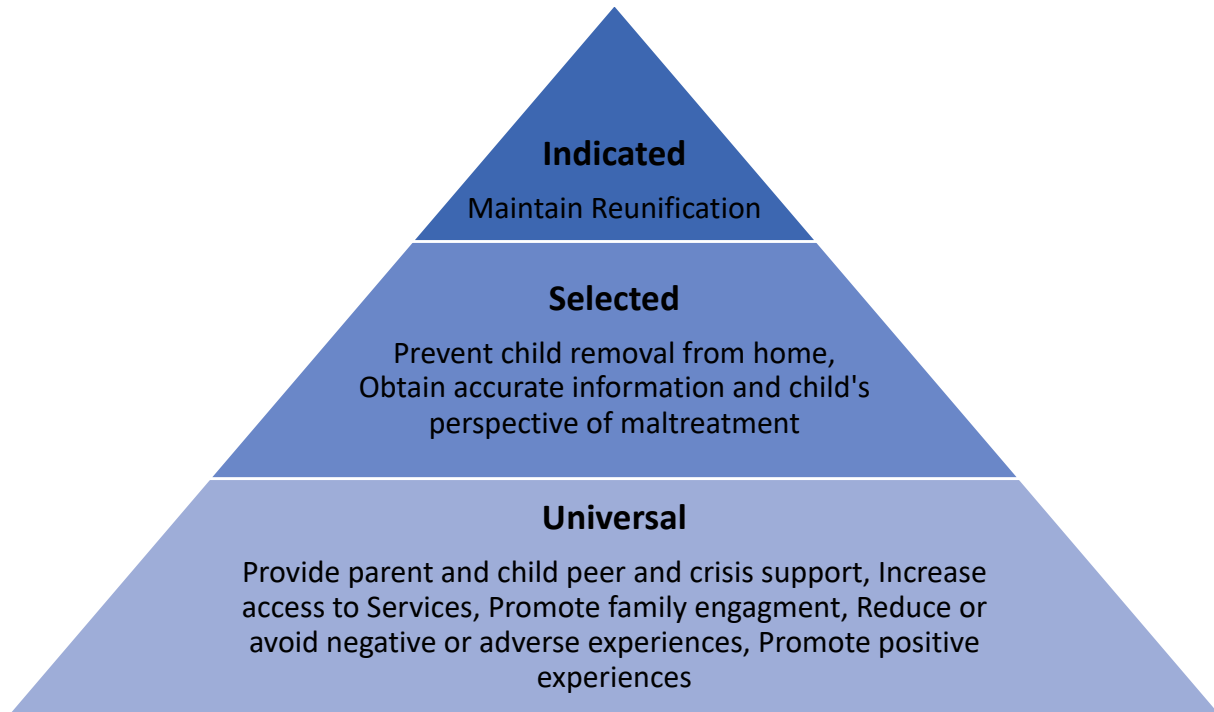 Indicated
Maintain Reunification
Selected
Prevent child removal from home,
Obtain accurate information and child's
perspective of maltreatment
Universal
Provide parent and child peer and crisis support, Increase
access to Services, Promote family engagment, Reduce or
avoid negative or adverse experiences, Promote positive
experiences